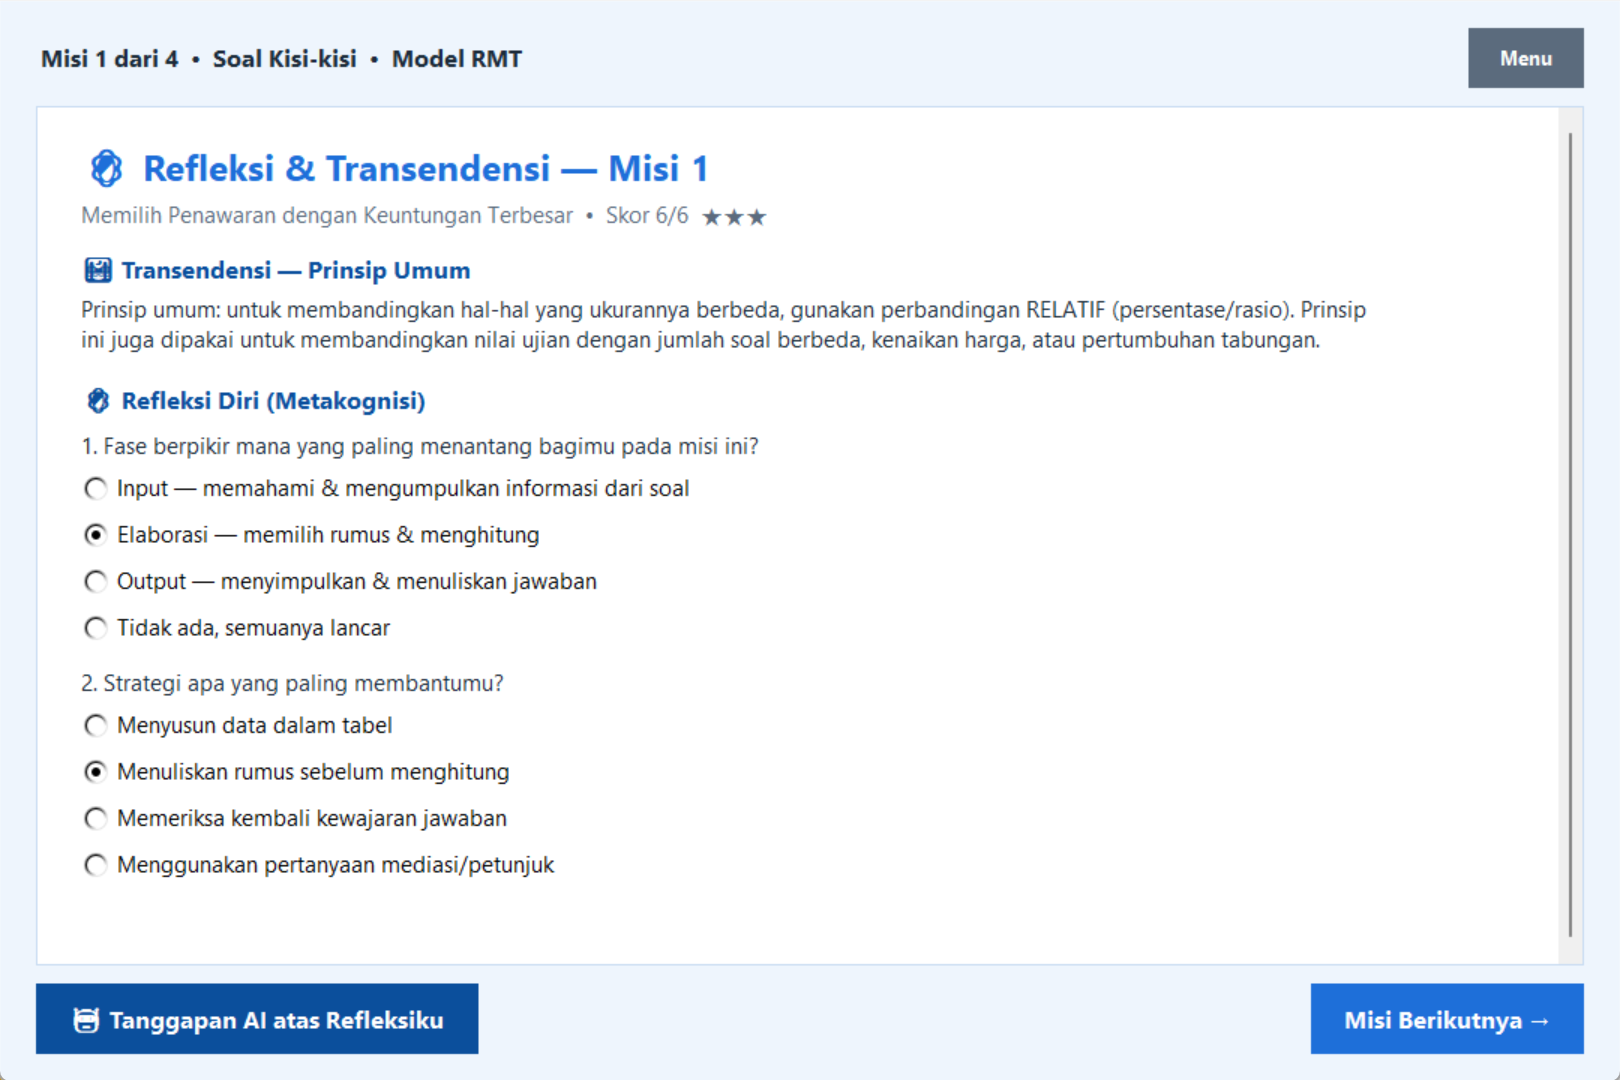 Misi 1 dari 4 • Soal Kisi-kisi • Model RMT
Menu
Refleksi & Transendensi — Misi 1
Memilih Penawaran dengan Keuntungan Terbesar • Skor 6/6 ★★★
Transendensi — Prinsip Umum
Prinsip umum: untuk membandingkan hal-hal yang ukurannya berbeda, gunakan perbandingan RELATIF (persentase/rasio). Prinsip
ini juga dipakai untuk membandingkan nilai ujian dengan jumlah soal berbeda, kenaikan harga, atau pertumbuhan tabungan.
Refleksi Diri (Metakognisi)
1. Fase berpikir mana yang paling menantang bagimu pada misi ini?
Input — memahami & mengumpulkan informasi dari soal
Elaborasi — memilih rumus & menghitung
Output — menyimpulkan & menuliskan jawaban
Tidak ada, semuanya lancar
2. Strategi apa yang paling membantumu?
Menyusun data dalam tabel
Menuliskan rumus sebelum menghitung
Memeriksa kembali kewajaran jawaban
Menggunakan pertanyaan mediasi/petunjuk
Tanggapan AI atas Refleksiku
Misi Berikutnya →